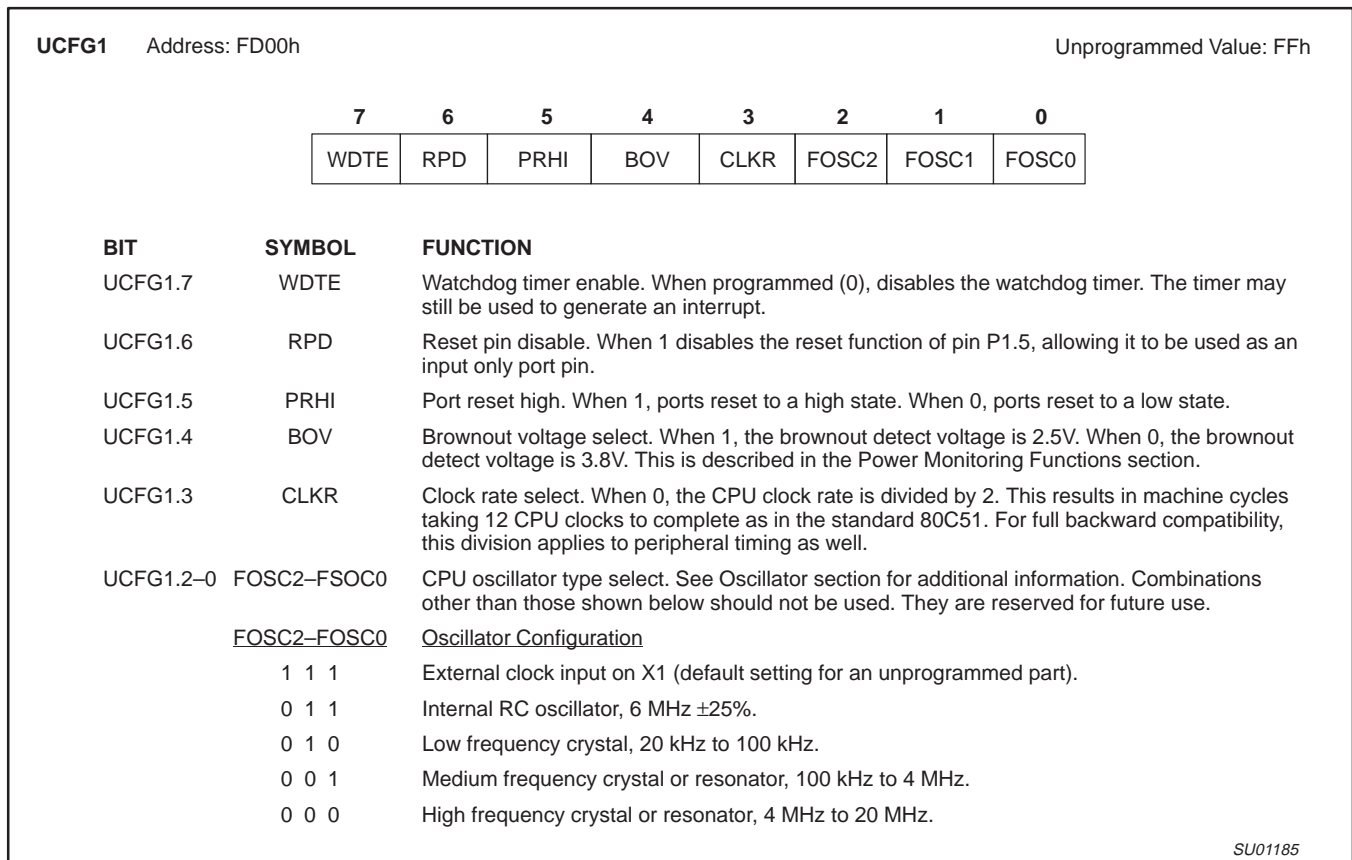 UCFG1 Address: FD00h Unprogrammed Value: FFh
7 6 5 4 3 2 1 0
WDTE RPD PRHI BOV CLKR FOSC2 FOSC1 FOSC0
BIT SYMBOL FUNCTION
UCFG1.7 WDTE Watchdog timer enable. When programmed (0), disables the watchdog timer. The timer may
still be used to generate an interrupt.
UCFG1.6 RPD Reset pin disable. When 1 disables the reset function of pin P1.5, allowing it to be used as an
input only port pin.
UCFG1.5 PRHI Port reset high. When 1, ports reset to a high state. When 0, ports reset to a low state.
UCFG1.4 BOV Brownout voltage select. When 1, the brownout detect voltage is 2.5V. When 0, the brownout
detect voltage is 3.8V. This is described in the Power Monitoring Functions section.
UCFG1.3 CLKR Clock rate select. When 0, the CPU clock rate is divided by 2. This results in machine cycles
taking 12 CPU clocks to complete as in the standard 80C51. For full backward compatibility,
this division applies to peripheral timing as well.
UCFG1.2–0 FOSC2–FSOC0 CPU oscillator type select. See Oscillator section for additional information. Combinations
other than those shown below should not be used. They are reserved for future use.
FOSC2–FOSC0 Oscillator Configuration
1 1 1 External clock input on X1 (default setting for an unprogrammed part).
0 1 1 Internal RC oscillator, 6 MHz ±25%.
0 1 0 Low frequency crystal, 20 kHz to 100 kHz.
0 0 1 Medium frequency crystal or resonator, 100 kHz to 4 MHz.
0 0 0 High frequency crystal or resonator, 4 MHz to 20 MHz.
SU01185